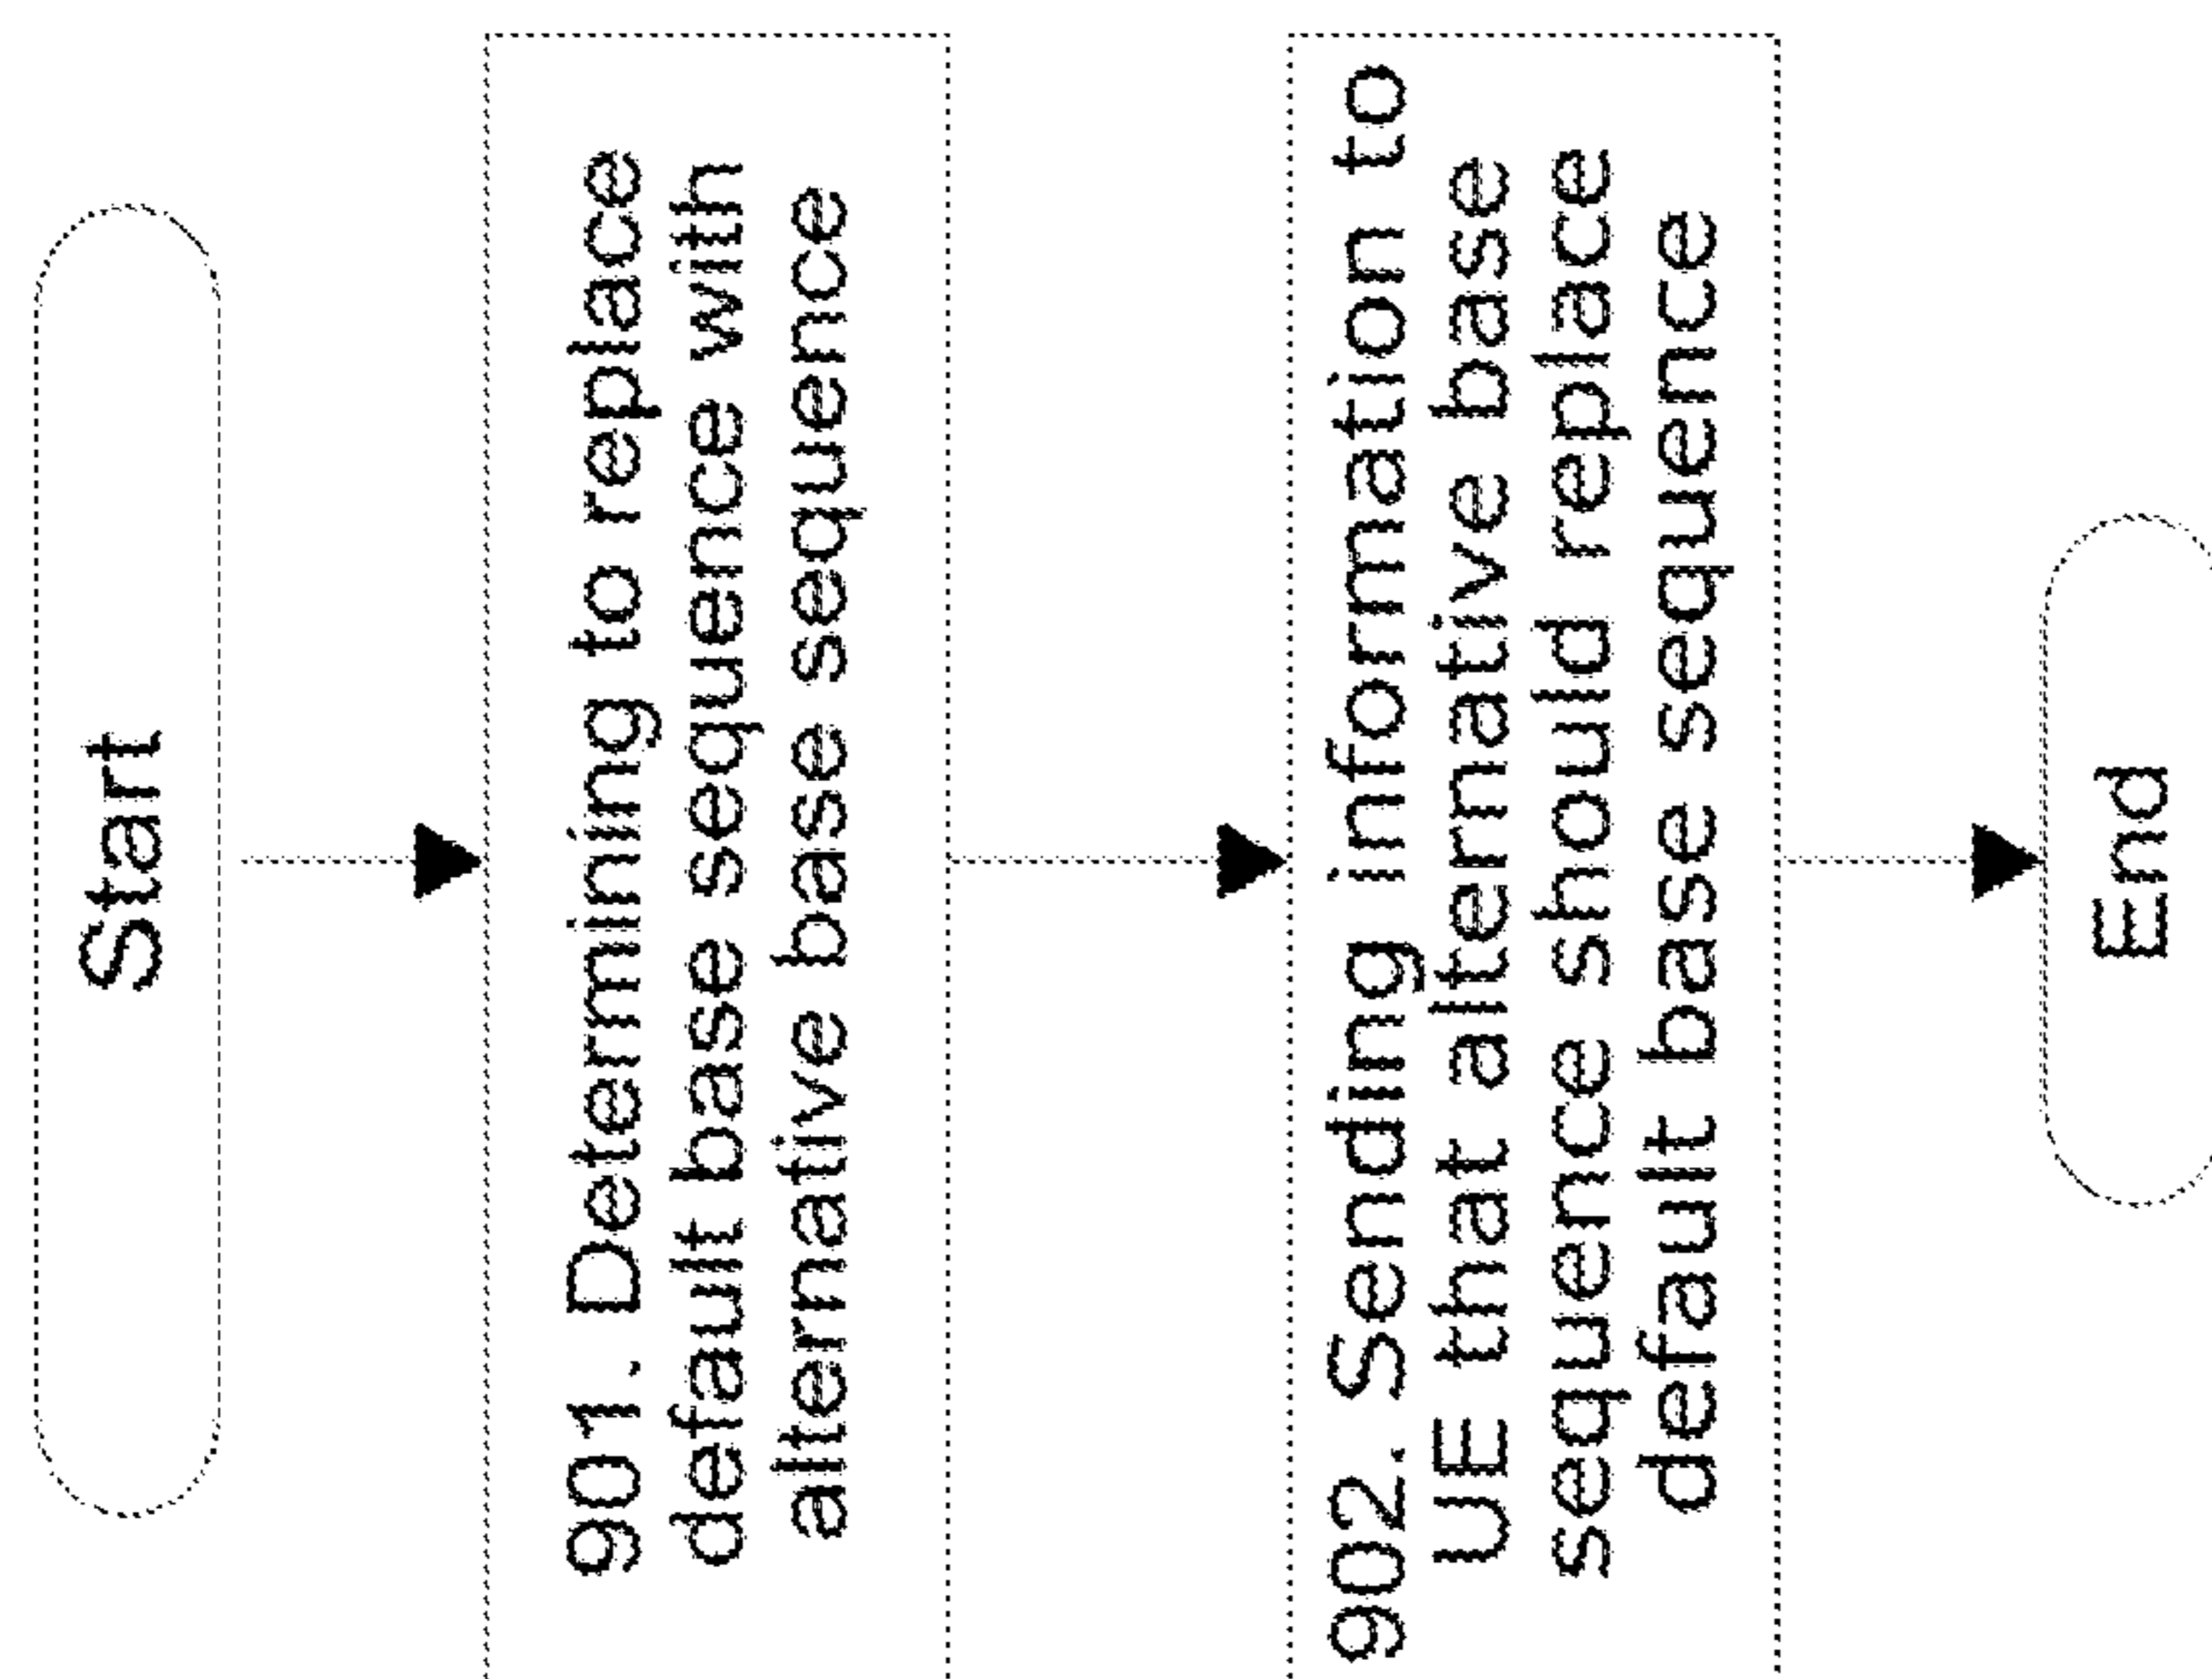 Start
901. Determining to replace
default base sequence with
alternative base sequence
902. Sending information to
UE that alternative base
sequence should replace
default base sequence
End